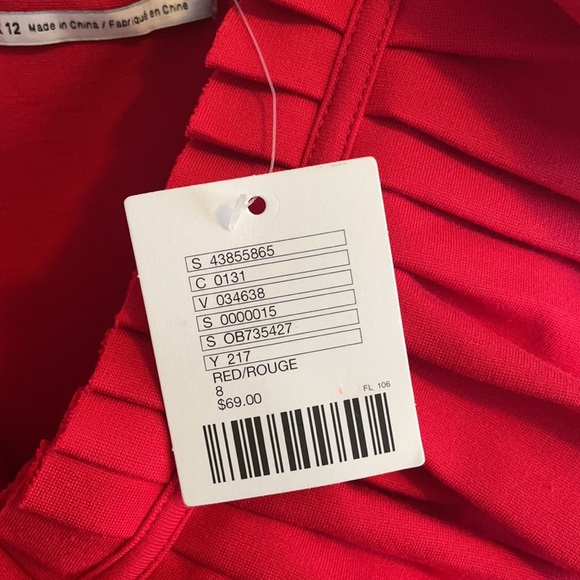 12 Made in China / Fabriqué en Chine
S 43855865
C 0131
V 034638
S 0000015
S OB735427
Y 217
RED/ROUGE
8
$69.00
FL 106